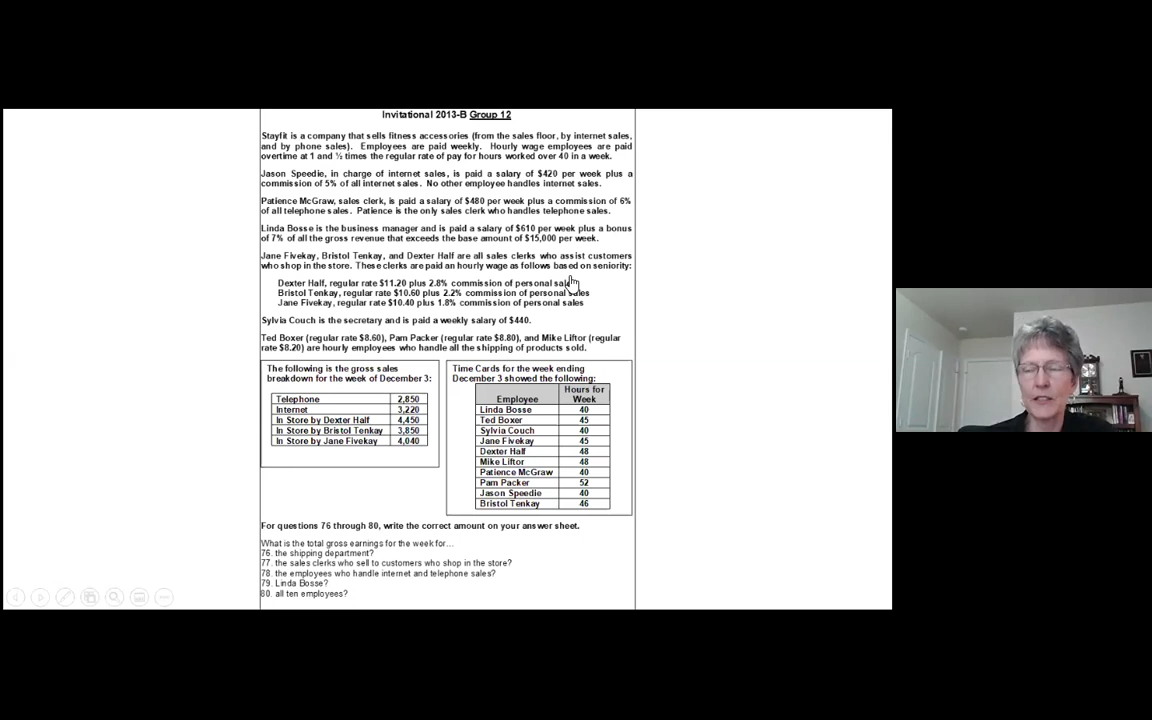 Invitational 2013-B Group 12
Stayfit is a company that sells fitness accessories (from the sales floor, by internet sales,
and by phone sales). Employees are paid weekly. Hourly wage employees are paid
overtime at 1 and ½ times the regular rate of pay for hours worked over 40 in a week.
Jason Speedie, in charge of internet sales, is paid a salary of $420 per week plus a
commission of 5% of all internet sales. No other employee handles internet sales.
Patience McGraw, sales clerk, is paid a salary of $480 per week plus a commission of 6%
of all telephone sales. Patience is the only sales clerk who handles telephone sales.
Linda Bosse is the business manager and is paid a salary of $610 per week plus a bonus
of 7% of all the gross revenue that exceeds the base amount of $15,000 per week.
Jane Fivekay, Bristol Tenkay, and Dexter Half are all sales clerks who assist customers
who shop in the store. These clerks are paid an hourly wage as follows based on seniority:
Dexter Half, regular rate $11.20 plus 2.8% commission of personal
Bristol Tenkay, regular rate $10.60 plus 2.2% commission of personal sales
Jane Fivekay, regular rate $10.40 plus 1.8% commission of personal sales
Sylvia Couch is the secretary and is paid a weekly salary of $440.
Ted Boxer (regular rate $8.60), Pam Packer (regular rate $8.80), and Mike Liftor (regular
rate $8.20) are hourly employees who handle all the shipping of products sold.
The following is the gross sales
breakdown for the week of December 3:
Telephone 2,850
Internet 3,220
In Store by Dexter Half 4,450
In Store by Bristol Tenkay 3,850
In Store by Jane Fivekay 4,040
Time Cards for the week ending
December 3 showed the following:
Employee Hours for Week
Linda Bosse 40
Ted Boxer 45
Sylvia Couch 40
Jane Fivekay 45
Dexter Half 48
Mike Liftor 48
Patience McGraw 40
Pam Packer 52
Jason Speedie 40
Bristol Tenkay 46
For questions 76 through 80, write the correct amount on your answer sheet.
What is the total gross earnings for the week for...
76. the shipping department?
77. the sales clerks who sell to customers who shop in the store?
78. the employees who handle internet and telephone sales?
79. Linda Bosse?
80. all ten employees?